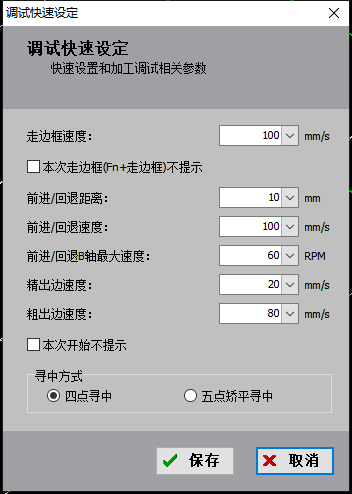 调试快速设定
调试快速设定
快速设置和加工调试相关参数
走边框速度： 100 mm/s
本次走边框(Fn+走边框)不提示
前进/回退距离： 10 mm
前进/回退速度： 100 mm/s
前进/回退B轴最大速度： 60 RPM
精出边速度： 20 mm/s
粗出边速度： 80 mm/s
本次开始不提示
寻中方式
四点寻中 五点矫平寻中
保存 取消